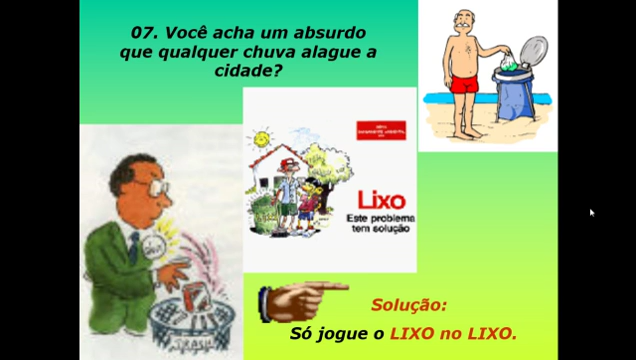 07. Você acha um absurdo
que qualquer chuva alague a
cidade?
Lixo
Este problema
tem solução
TRASH
Solução:
Só jogue o LIXO no LIXO.